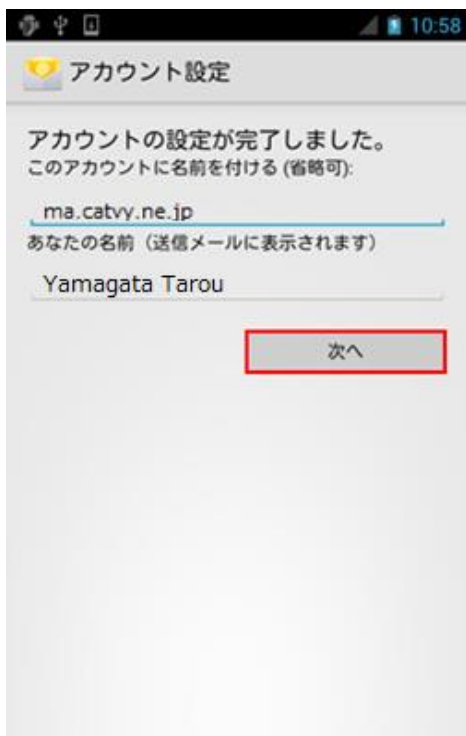 10:58
アカウント設定
アカウントの設定が完了しました。
このアカウントに名前を付ける (省略可):
ma.catvy.ne.jp
あなたの名前（送信メールに表示されます）
Yamagata Tarou
次へ